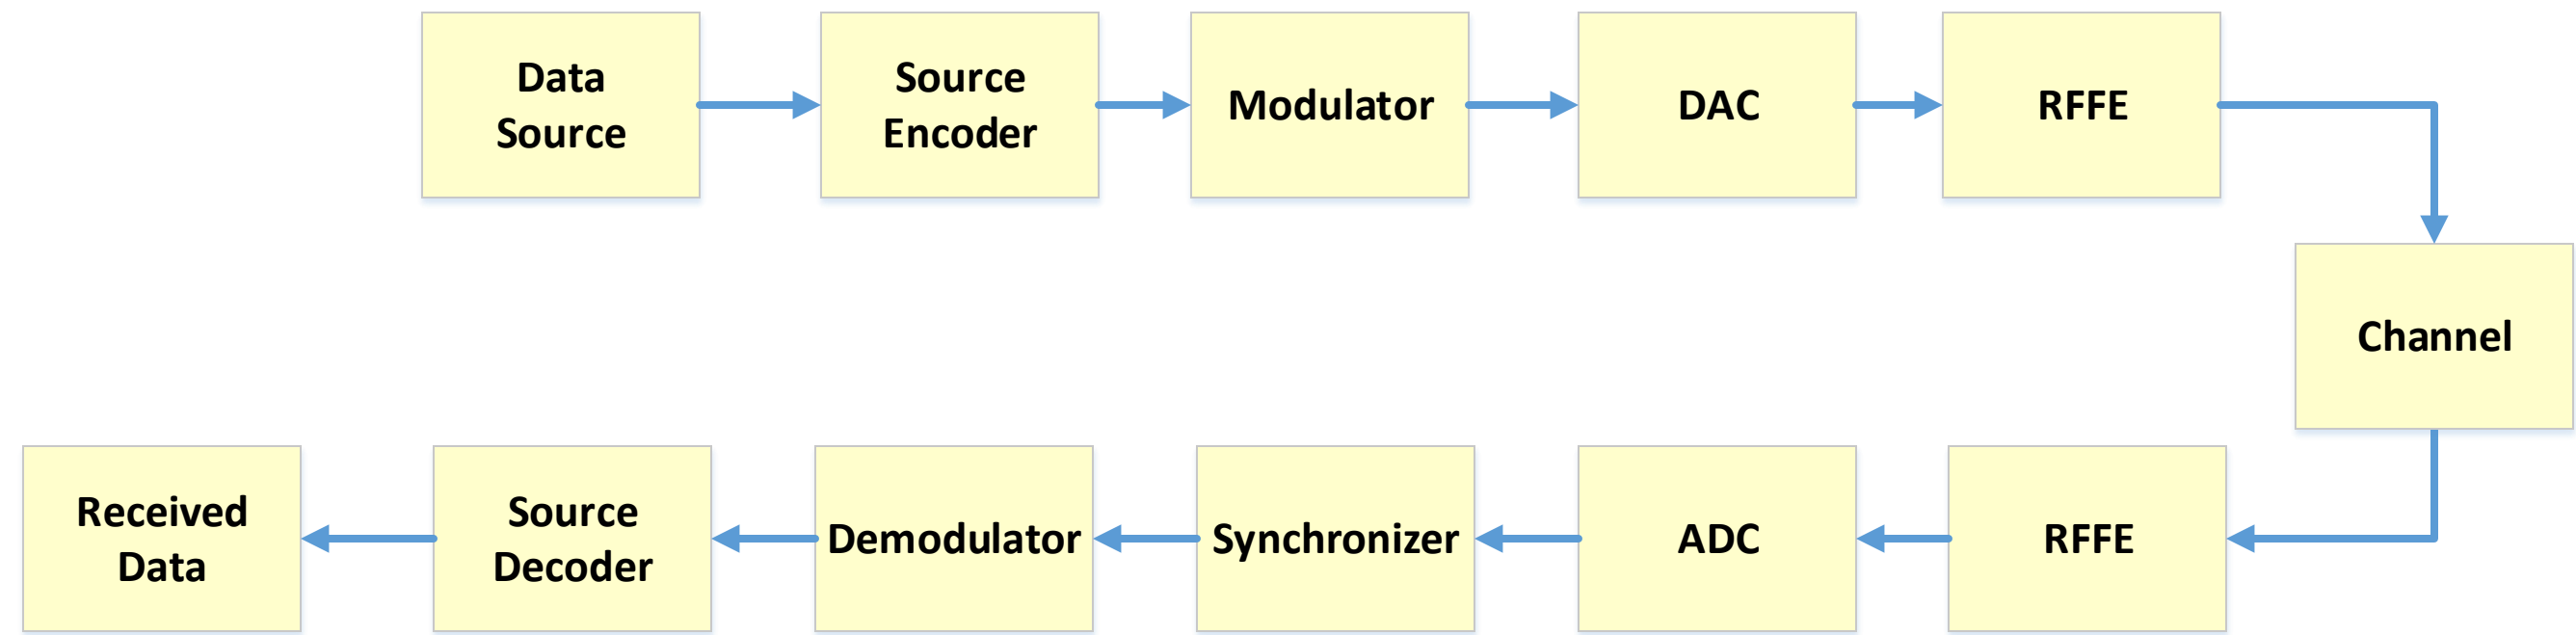 Data
Source
Source
Encoder
Modulator
DAC
RFFE
Channel
Received
Data
Source
Decoder
Demodulator
Synchronizer
ADC
RFFE